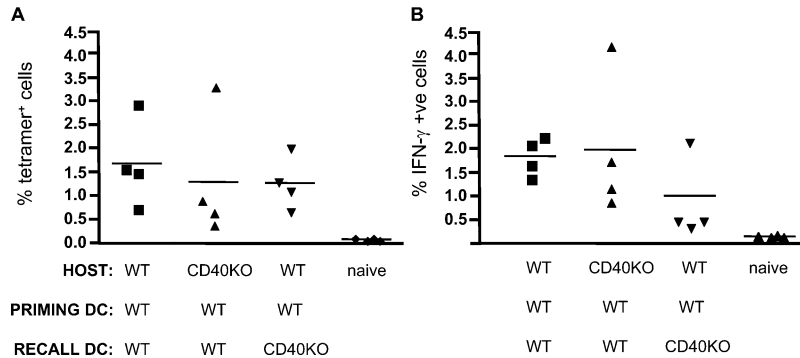 A
% tetramer⁺ cells
4.5
4.0
3.5
3.0
2.5
2.0
1.5
1.0
0.5
0.0
HOST: WT CD40KO WT naive
PRIMING DC: WT WT WT
RECALL DC: WT WT CD40KO
B
% IFN-γ +ve cells
4.5
4.0
3.5
3.0
2.5
2.0
1.5
1.0
.5
WT CD40KO WT naive
WT WT WT
WT WT CD40KO